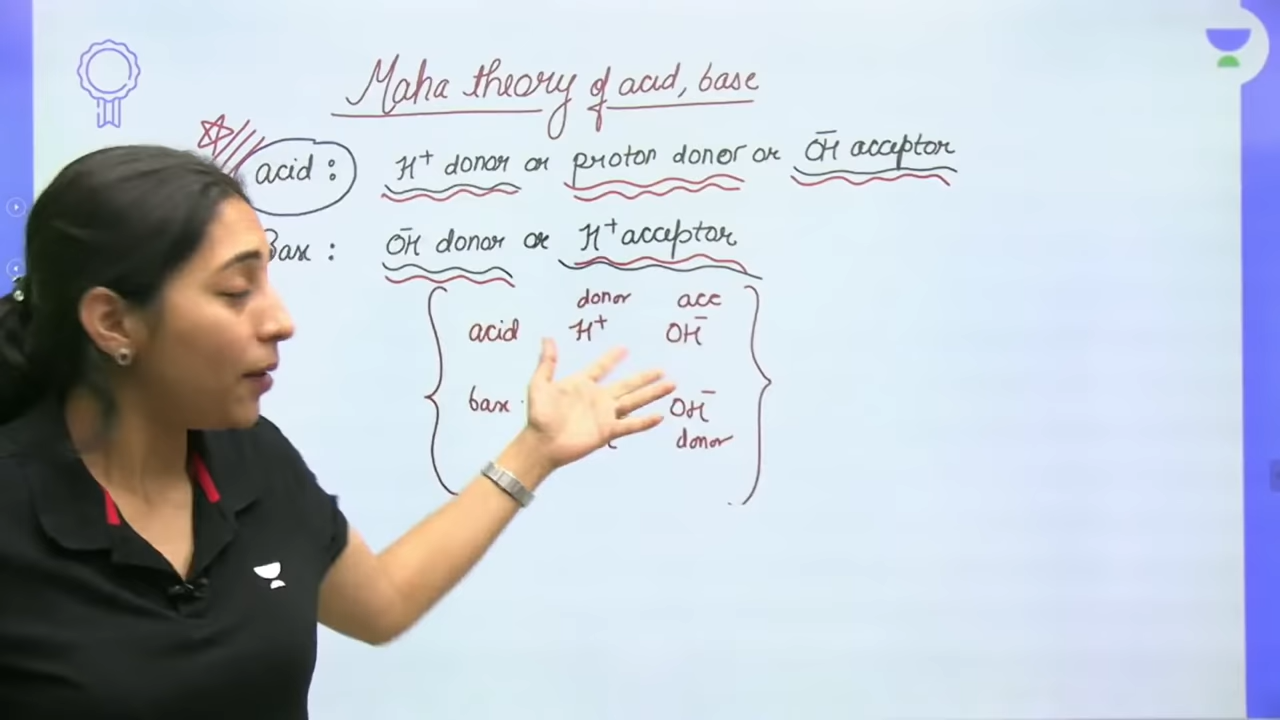 Maha theory of acid, base
acid : H⁺ donor or proton donor or OH⁻ acceptor
Base : OH⁻ donor or H⁺ acceptor
donor acc
acid H⁺ OH⁻
base OH⁻
donor